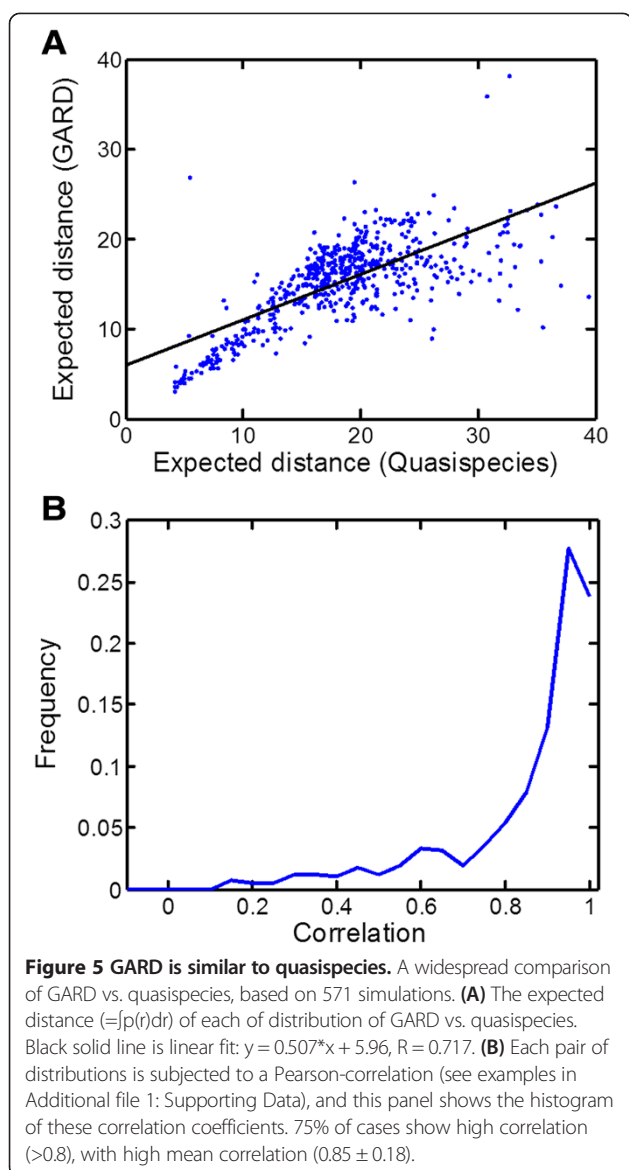 A
Expected distance (GARD)
40
30
20
10
0
0 10 20 30 40
Expected distance (Quasispecies)
B
Frequency
0.3
0.25
0.2
0.15
0.1
0.05
0
0 0.2 0.4 0.6 0.8 1
Correlation
Figure 5 GARD is similar to quasispecies. A widespread comparison
of GARD vs. quasispecies, based on 571 simulations. (A) The expected
distance (=∫p(r)dr) of each of distribution of GARD vs. quasispecies.
Black solid line is linear fit: y = 0.507*x + 5.96, R = 0.717. (B) Each pair of
distributions is subjected to a Pearson-correlation (see examples in
Additional file 1: Supporting Data), and this panel shows the histogram
of these correlation coefficients. 75% of cases show high correlation
(>0.8), with high mean correlation (0.85 ± 0.18).